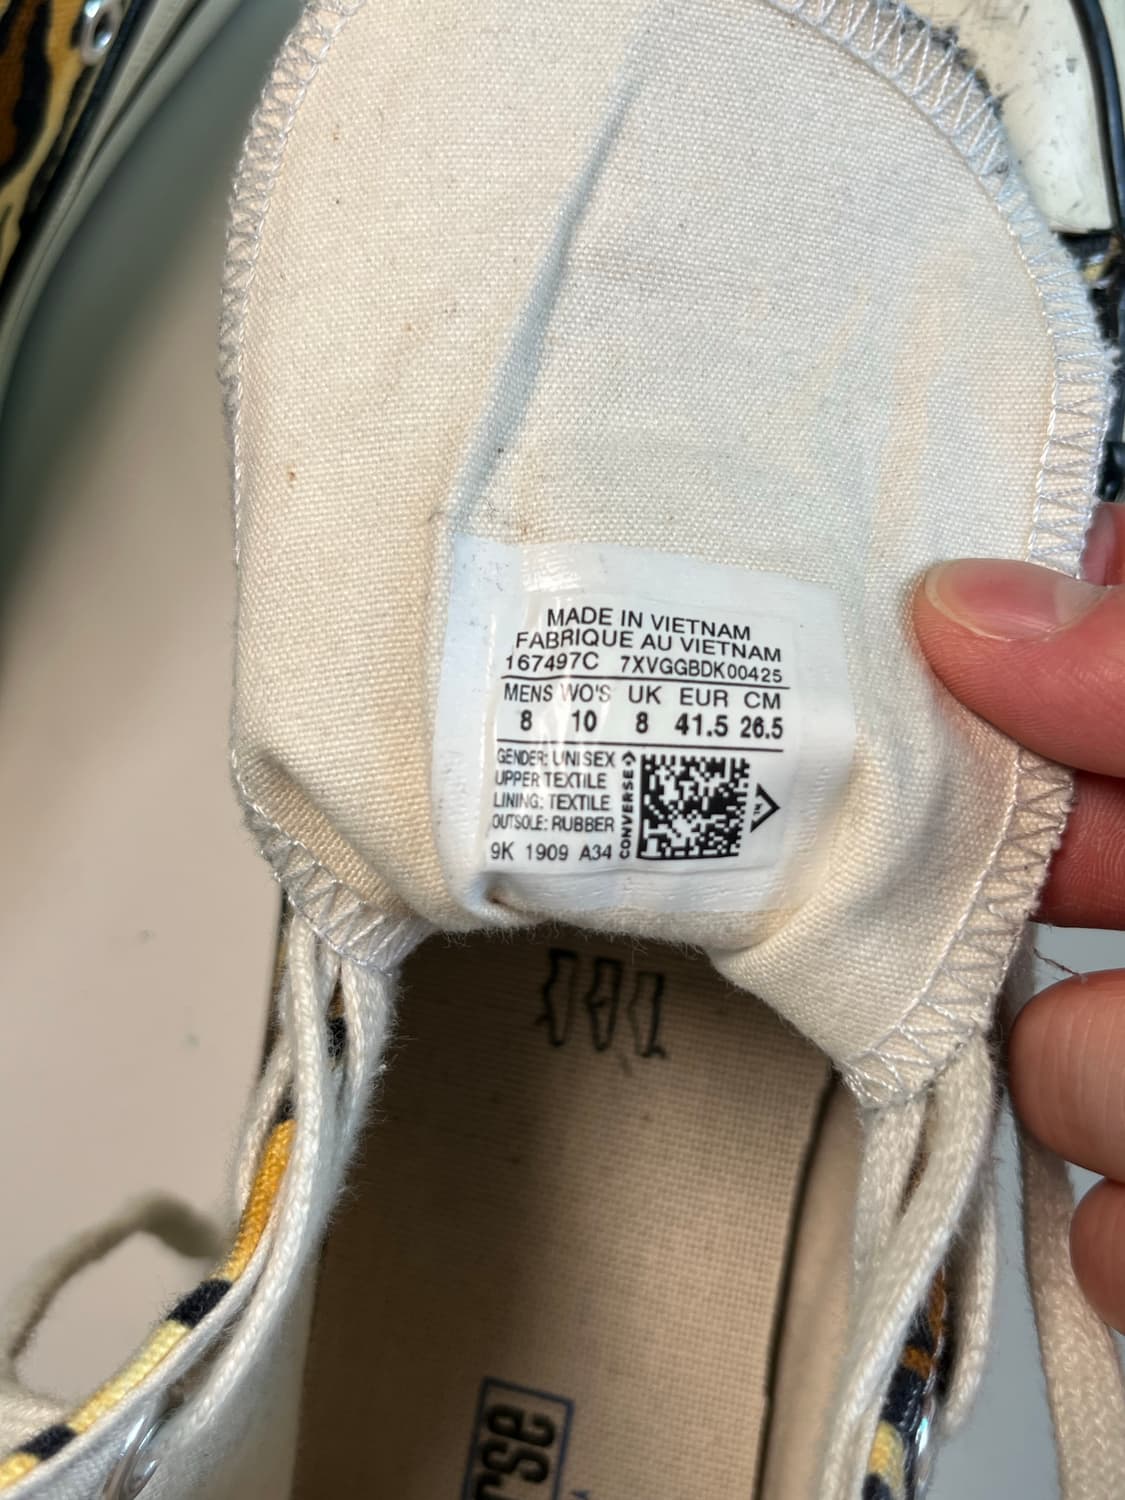 MADE IN VIETNAM
FABRIQUE AU VIETNAM
167497C 7XVGGBDK00425
MENS WO'S UK EUR CM
8 10 8 41.5 26.5
GENDER: UNISEX
UPPER TEXTILE
LINING: TEXTILE
OUTSOLE: RUBBER
9K 1909 A34
CONVERSE
rse